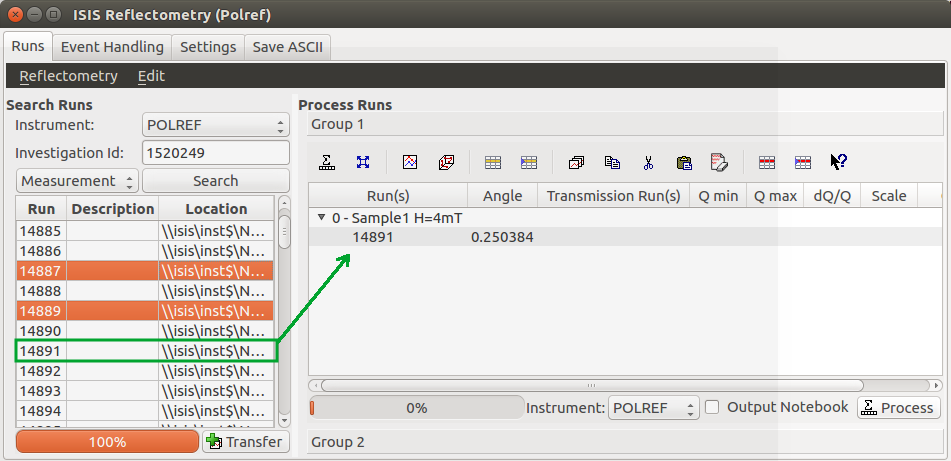 ISIS Reflectometry (Polref)
Runs Event Handling Settings Save ASCII
Reflectometry Edit
Search Runs
Instrument: POLREF
Investigation Id: 1520249
Measurement Search
Run Description Location
14885 \\isis\inst$\N...
14886 \\isis\inst$\N...
14887 \\isis\inst$\N...
14888 \\isis\inst$\N...
14889 \\isis\inst$\N...
14890 \\isis\inst$\N...
14891 \\isis\inst$\N...
14892 \\isis\inst$\N...
14893 \\isis\inst$\N...
14894 \\isis\inst$\N...
100% Transfer
Process Runs
Group 1
Run(s) Angle Transmission Run(s) Q min Q max dQ/Q Scale
0 - Sample1 H=4mT
14891 0.250384
0% Instrument: POLREF Output Notebook Process
Group 2